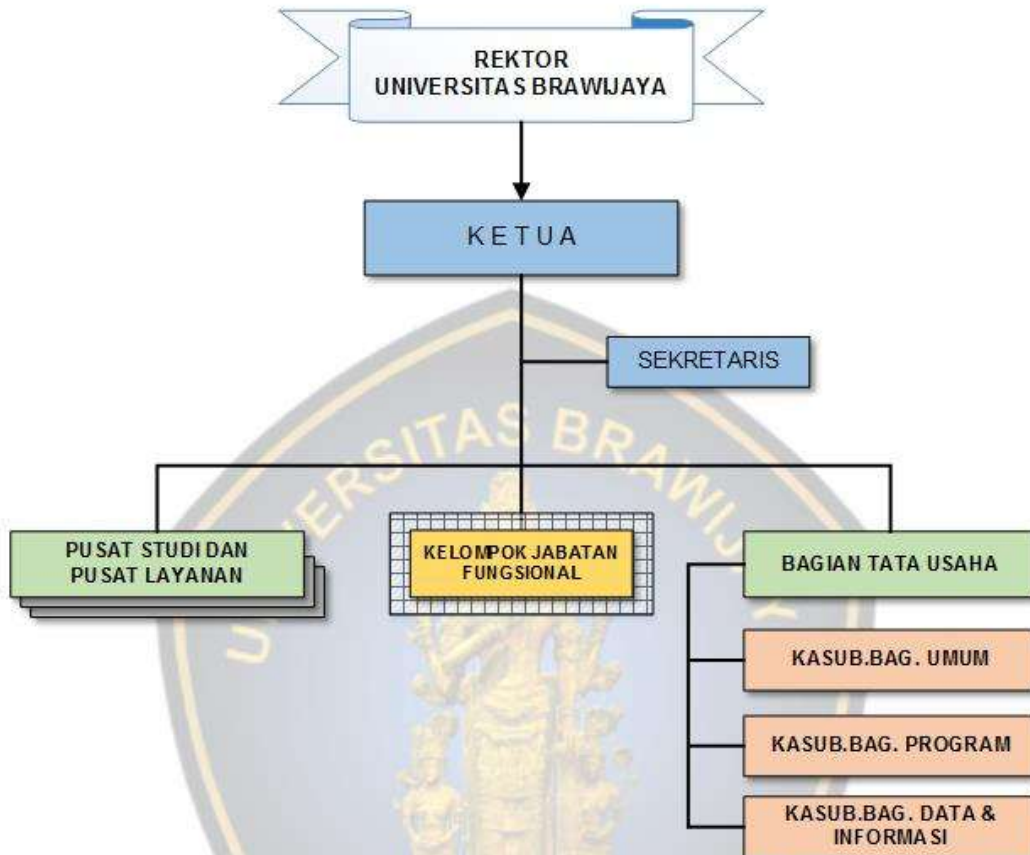 REKTOR
UNIVERSITAS BRAWIJAYA
KETUA
SEKRETARIS
UNIVERSITAS BRAWIJAY
PUSAT STUDI DAN
PUSAT LAYANAN
KELOMPOK JABATAN
FUNGSIONAL
BAGIAN TATA USAHA
KASUB.BAG. UMUM
KASUB.BAG. PROGRAM
KASUB.BAG. DATA &
INFORMASI